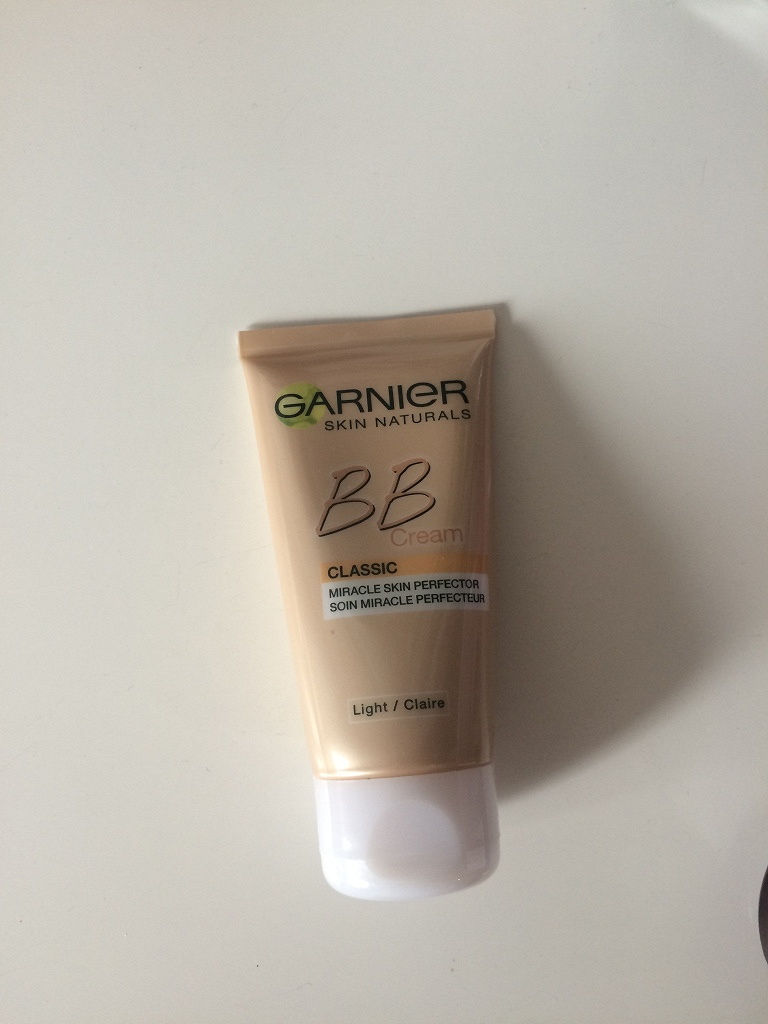 GARNIER
SKIN NATURALS
BB
Cream
CLASSIC
MIRACLE SKIN PERFECTOR
SOIN MIRACLE PERFECTEUR
Light / Claire